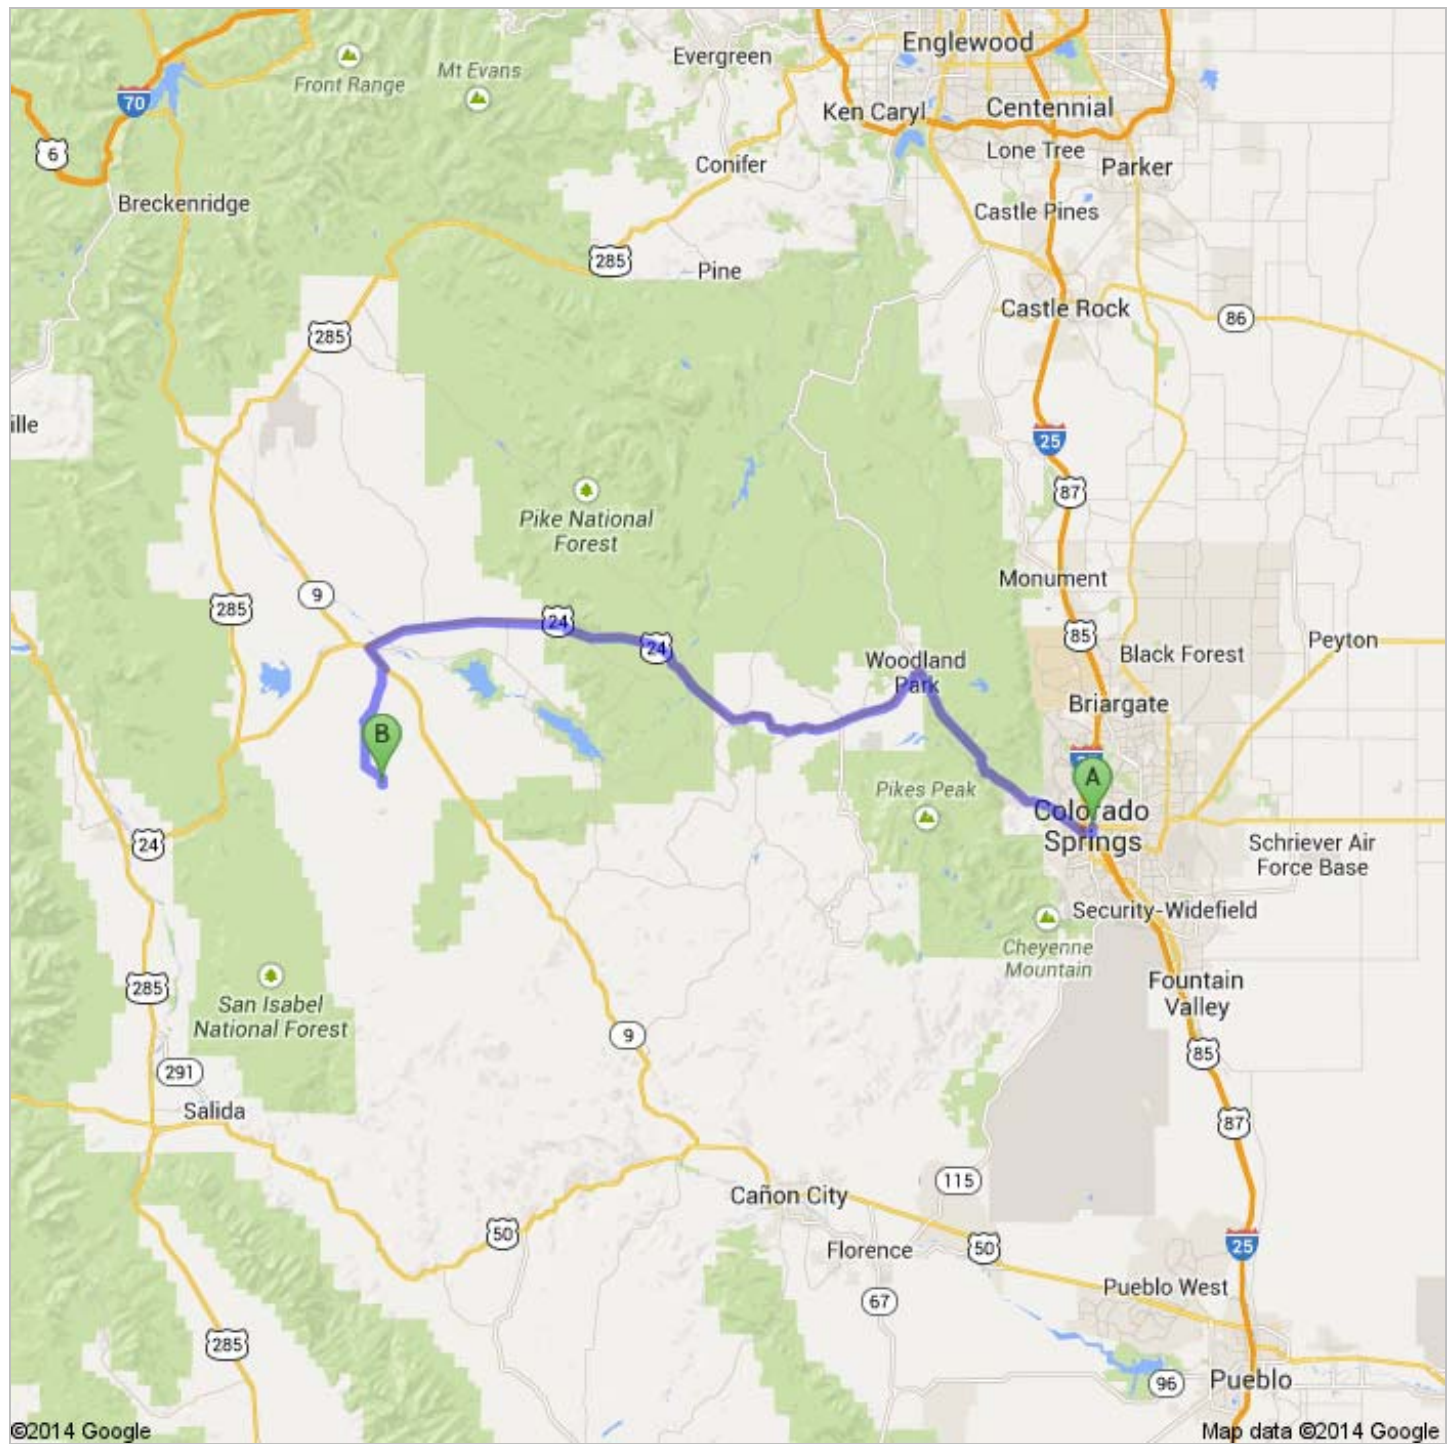 Englewood
Evergreen
Mt Evans
Front Range
70
Ken Caryl
Centennial
6
Lone Tree
Conifer
Parker
Breckenridge
Castle Pines
285
Pine
Castle Rock
86
285
ille
25
87
Pike National
Forest
Monument
9
285
24
85
24
Peyton
Black Forest
Woodland
Park
Briargate
B
A
Pikes Peak
Colorado
Springs
24
Schriever Air
Force Base
Security-Widefield
Cheyenne
Mountain
Fountain
Valley
285
San Isabel
National Forest
9
85
291
Salida
87
115
Cañon City
50
Florence
50
25
Pueblo West
67
285
96
Pueblo
©2014 Google
Map data ©2014 Google